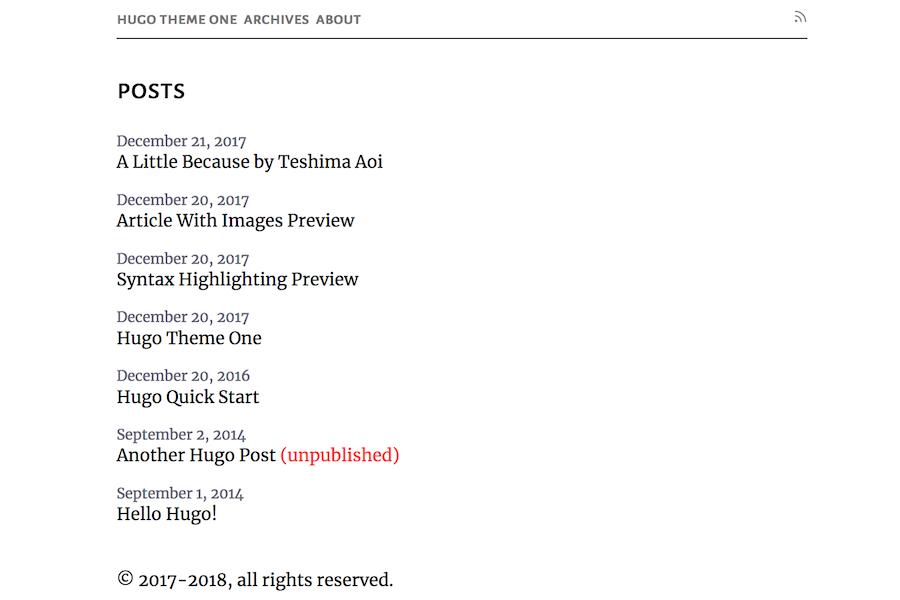 HUGO THEME ONE ARCHIVES ABOUT
POSTS
December 21, 2017
A Little Because by Teshima Aoi
December 20, 2017
Article With Images Preview
December 20, 2017
Syntax Highlighting Preview
December 20, 2017
Hugo Theme One
December 20, 2016
Hugo Quick Start
September 2, 2014
Another Hugo Post (unpublished)
September 1, 2014
Hello Hugo!
© 2017-2018, all rights reserved.